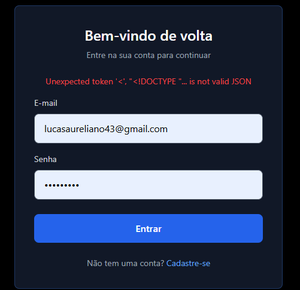 Bem-vindo de volta
Entre na sua conta para continuar
Unexpected token '<', "<!DOCTYPE "... is not valid JSON
E-mail
lucasaureliano43@gmail.com
Senha
•••••••••
Entrar
Não tem uma conta? Cadastre-se